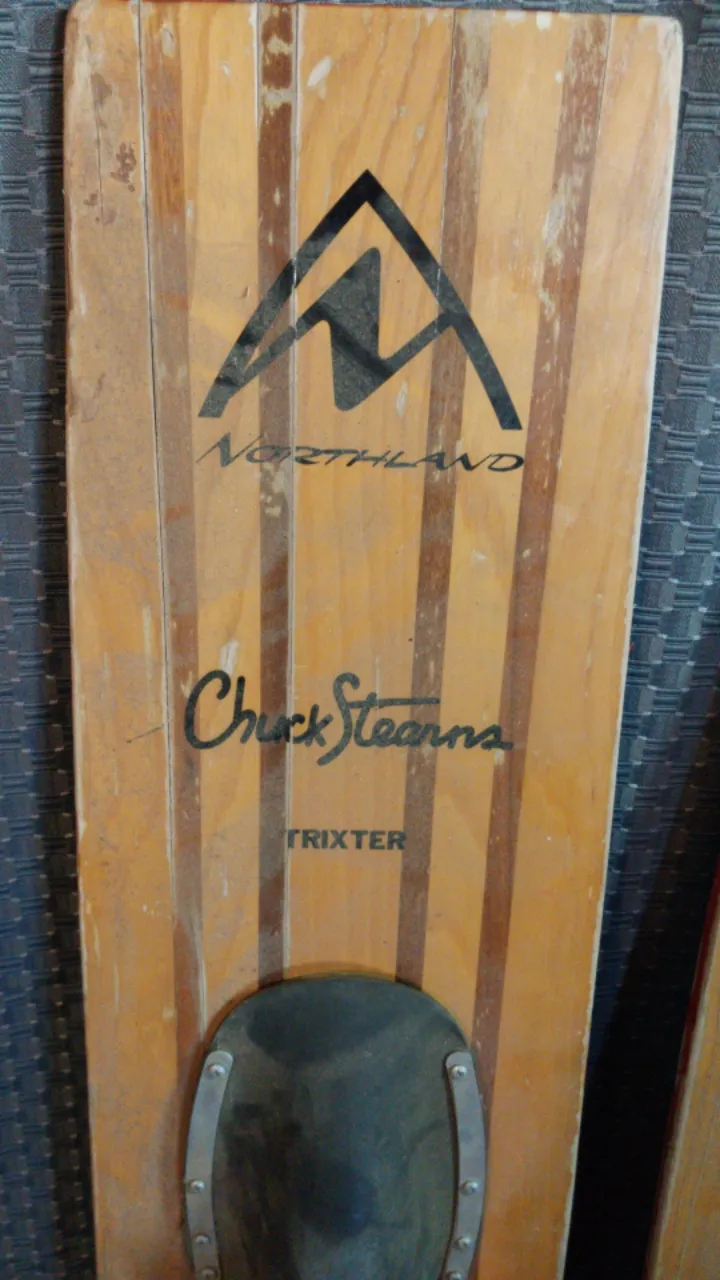 NORTHLAND
Chuck Stearns
TRIXTER